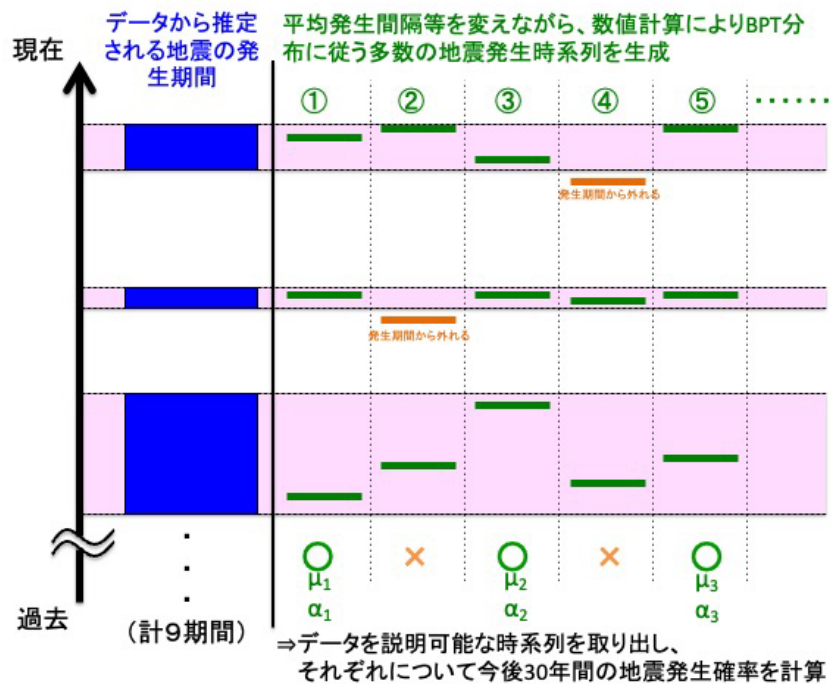 データから推定
される地震の発
生期間
平均発生間隔等を変えながら、数値計算によりBPT分
布に従う多数の地震発生時系列を生成
現在
① ② ③ ④ ⑤ ‥‥‥
発生期間から外れる
発生期間から外れる
μ1 μ2 μ3
α1 α2 α3
過去
(計9期間)
⇒データを説明可能な時系列を取り出し、
それぞれについて今後30年間の地震発生確率を計算